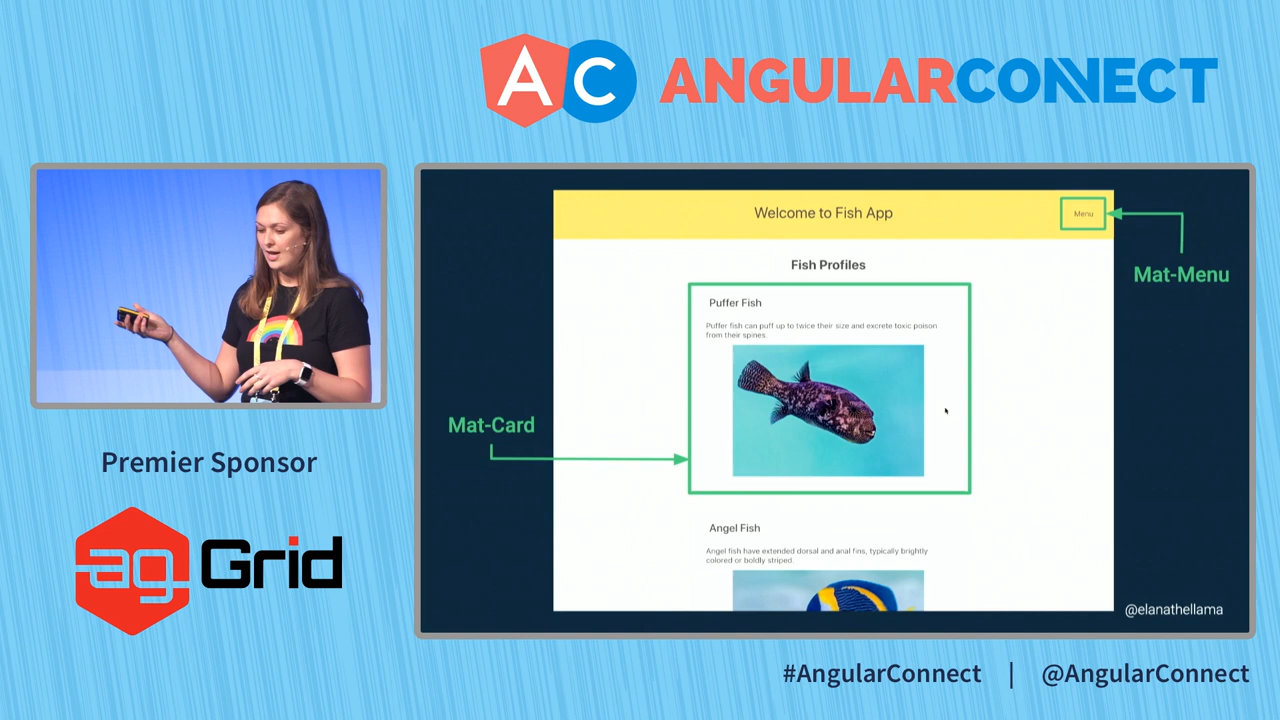 AC ANGULARCONNECT
Welcome to Fish App
Menu
Mat-Menu
Fish Profiles
Puffer Fish
Puffer fish can puff up to twice their size and excrete toxic poison
from their spines.
Mat-Card
Angel Fish
Angel fish have extended dorsal and anal fins, typically brightly
colored or boldly striped.
@elanathellama
Premier Sponsor
ag Grid
#AngularConnect | @AngularConnect